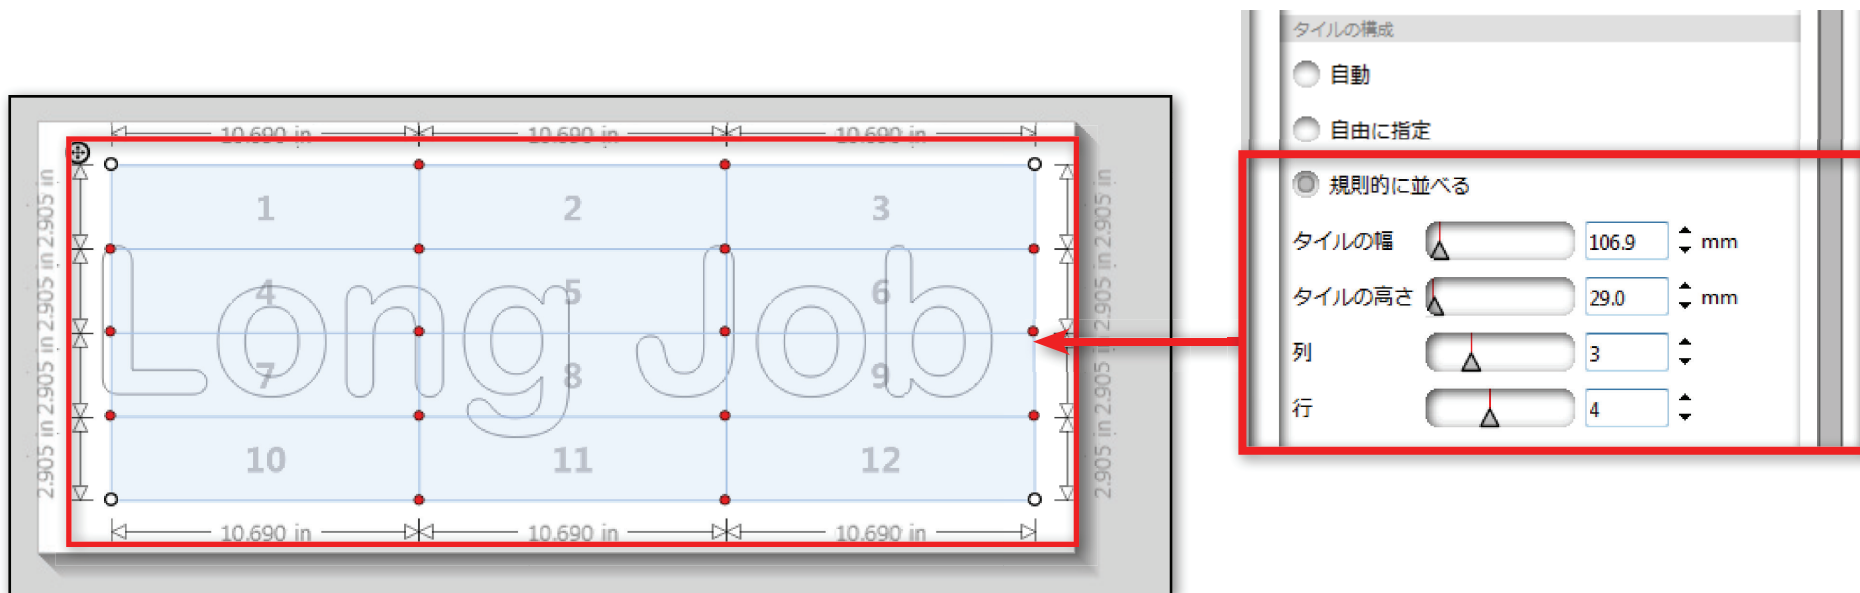 10.690 in 10.690 in 10.690 in
2.905 in 2.905 in 2.905 in 2.905 in
1 2 3
4 5 6
7 8 9
10 11 12
Long Job
2.905 in 2.905 in 2.905 in 2.905 in
10.690 in 10.690 in 10.690 in
タイルの構成
自動
自由に指定
規則的に並べる
タイルの幅 106.9 mm
タイルの高さ 29.0 mm
列 3
行 4